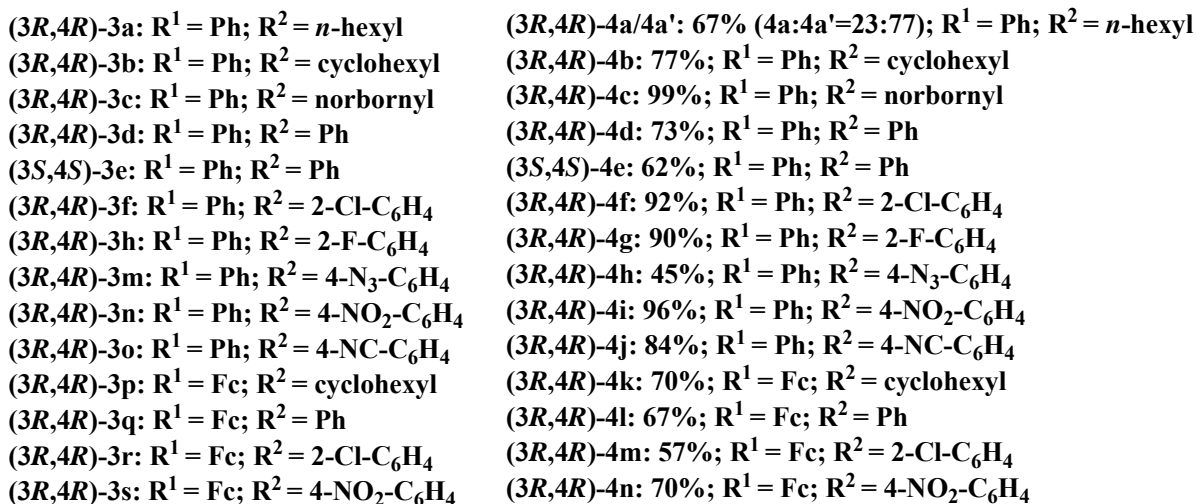 (3R,4R)-3a: R¹ = Ph; R² = n-hexyl
(3R,4R)-3b: R¹ = Ph; R² = cyclohexyl
(3R,4R)-3c: R¹ = Ph; R² = norbornyl
(3R,4R)-3d: R¹ = Ph; R² = Ph
(3S,4S)-3e: R¹ = Ph; R² = Ph
(3R,4R)-3f: R¹ = Ph; R² = 2-Cl-C₆H₄
(3R,4R)-3h: R¹ = Ph; R² = 2-F-C₆H₄
(3R,4R)-3m: R¹ = Ph; R² = 4-N₃-C₆H₄
(3R,4R)-3n: R¹ = Ph; R² = 4-NO₂-C₆H₄
(3R,4R)-3o: R¹ = Ph; R² = 4-NC-C₆H₄
(3R,4R)-3p: R¹ = Fc; R² = cyclohexyl
(3R,4R)-3q: R¹ = Fc; R² = Ph
(3R,4R)-3r: R¹ = Fc; R² = 2-Cl-C₆H₄
(3R,4R)-3s: R¹ = Fc; R² = 4-NO₂-C₆H₄
(3R,4R)-4a/4a': 67% (4a:4a'=23:77); R¹ = Ph; R² = n-hexyl
(3R,4R)-4b: 77%; R¹ = Ph; R² = cyclohexyl
(3R,4R)-4c: 99%; R¹ = Ph; R² = norbornyl
(3R,4R)-4d: 73%; R¹ = Ph; R² = Ph
(3S,4S)-4e: 62%; R¹ = Ph; R² = Ph
(3R,4R)-4f: 92%; R¹ = Ph; R² = 2-Cl-C₆H₄
(3R,4R)-4g: 90%; R¹ = Ph; R² = 2-F-C₆H₄
(3R,4R)-4h: 45%; R¹ = Ph; R² = 4-N₃-C₆H₄
(3R,4R)-4i: 96%; R¹ = Ph; R² = 4-NO₂-C₆H₄
(3R,4R)-4j: 84%; R¹ = Ph; R² = 4-NC-C₆H₄
(3R,4R)-4k: 70%; R¹ = Fc; R² = cyclohexyl
(3R,4R)-4l: 67%; R¹ = Fc; R² = Ph
(3R,4R)-4m: 57%; R¹ = Fc; R² = 2-Cl-C₆H₄
(3R,4R)-4n: 70%; R¹ = Fc; R² = 4-NO₂-C₆H₄